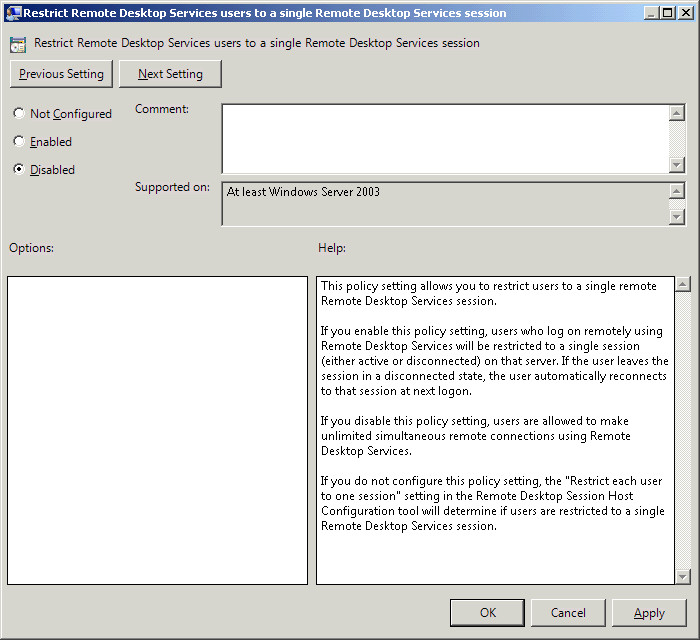 Restrict Remote Desktop Services users to a single Remote Desktop Services session
Restrict Remote Desktop Services users to a single Remote Desktop Services session
Previous Setting
Next Setting
Not Configured
Comment:
Enabled
Disabled
Supported on:
At least Windows Server 2003
Options:
Help:
This policy setting allows you to restrict users to a single remote
Remote Desktop Services session.
If you enable this policy setting, users who log on remotely using
Remote Desktop Services will be restricted to a single session
(either active or disconnected) on that server. If the user leaves the
session in a disconnected state, the user automatically reconnects
to that session at next logon.
If you disable this policy setting, users are allowed to make
unlimited simultaneous remote connections using Remote
Desktop Services.
If you do not configure this policy setting, the "Restrict each user
to one session" setting in the Remote Desktop Session Host
Configuration tool will determine if users are restricted to a single
Remote Desktop Services session.
OK
Cancel
Apply